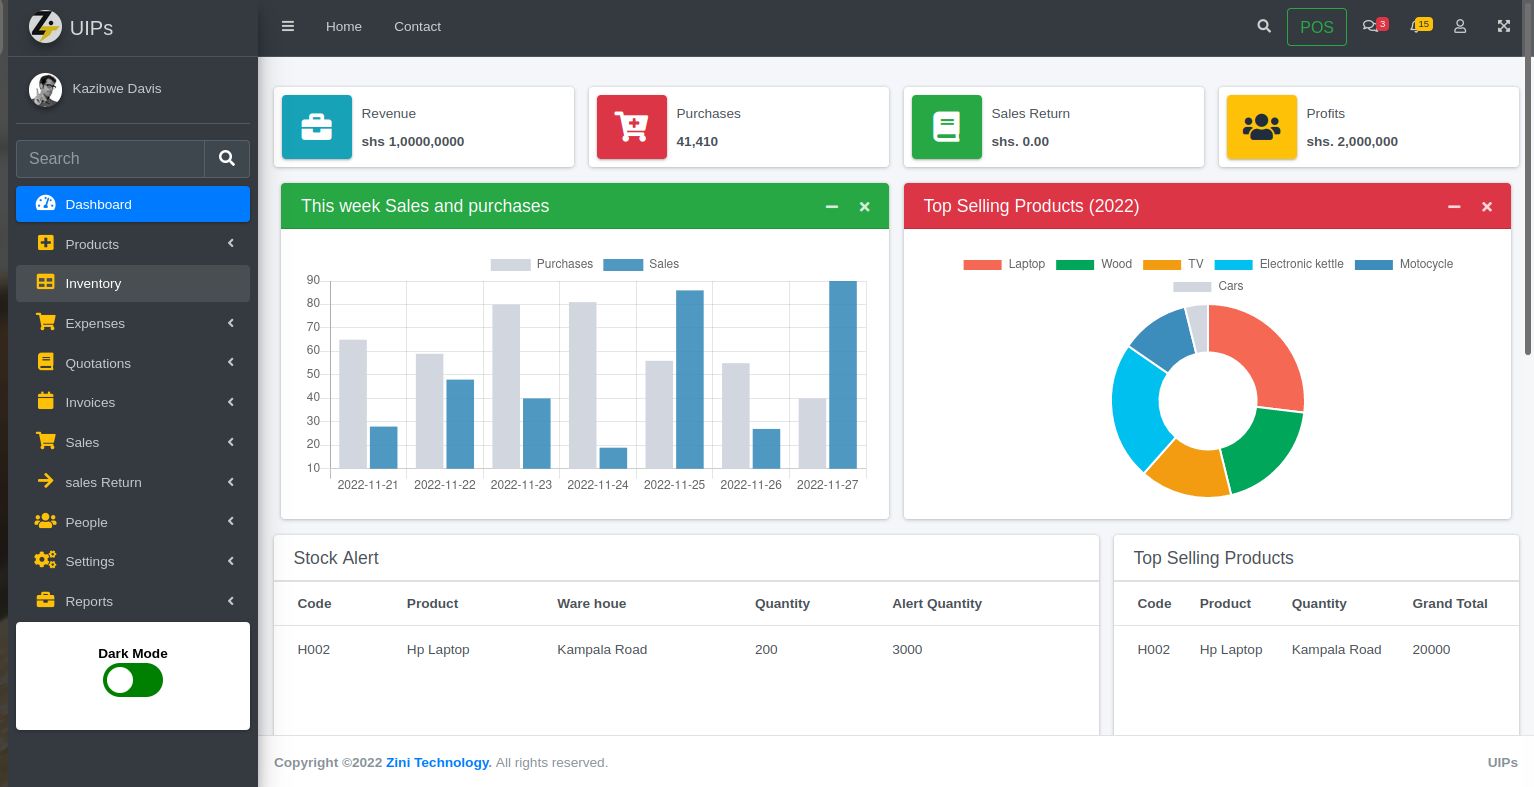 UIPs
Home Contact POS 3 15
Kazibwe Davis
Search
Dashboard
Products
Inventory
Expenses
Quotations
Invoices
Sales
sales Return
People
Settings
Reports
Dark Mode
Revenue
shs 1,0000,0000
Purchases
41,410
Sales Return
shs. 0.00
Profits
shs. 2,000,000
This week Sales and purchases
Purchases Sales
90
80
70
60
50
40
30
20
10
2022-11-21 2022-11-22 2022-11-23 2022-11-24 2022-11-25 2022-11-26 2022-11-27
Top Selling Products (2022)
Laptop Wood TV Electronic kettle Motocycle
Cars
Stock Alert
Code Product Ware houe Quantity Alert Quantity
H002 Hp Laptop Kampala Road 200 3000
Top Selling Products
Code Product Quantity Grand Total
H002 Hp Laptop Kampala Road 20000
Copyright ©2022 Zini Technology. All rights reserved. UIPs